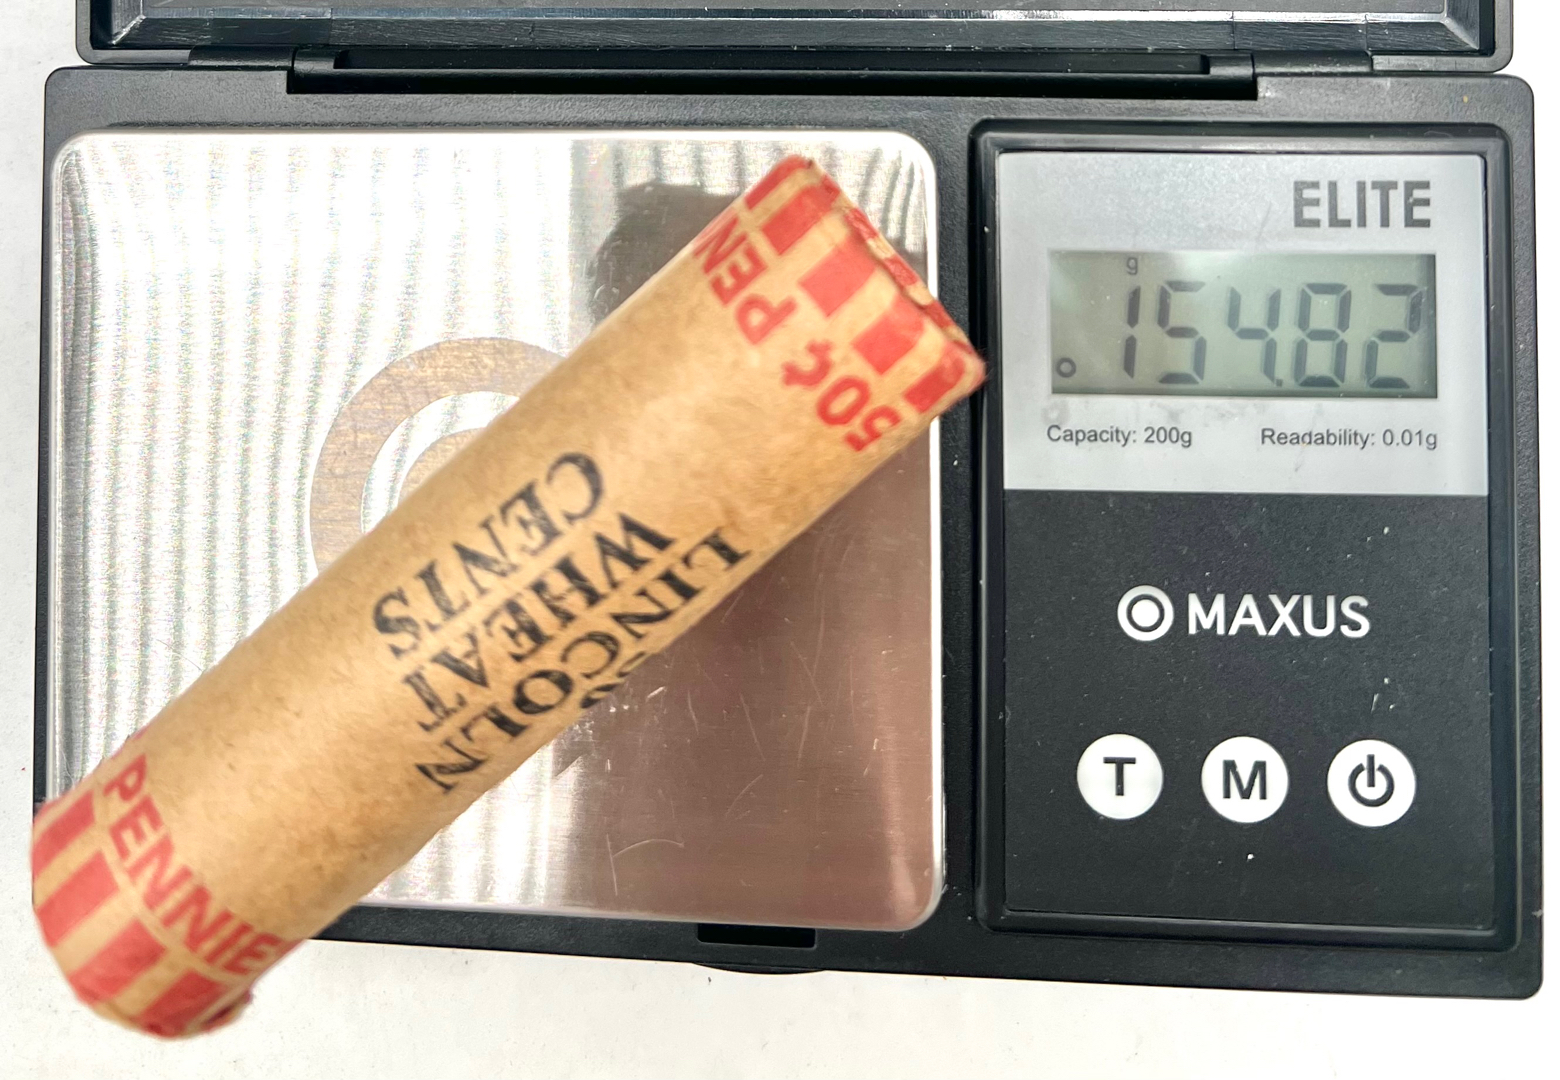 ELITE
g
154.82
Capacity: 200g
Readability: 0.01g
MAXUS
T
M
50¢ PEN
LINCOLN
WHEAT
CENTS
PENNIE